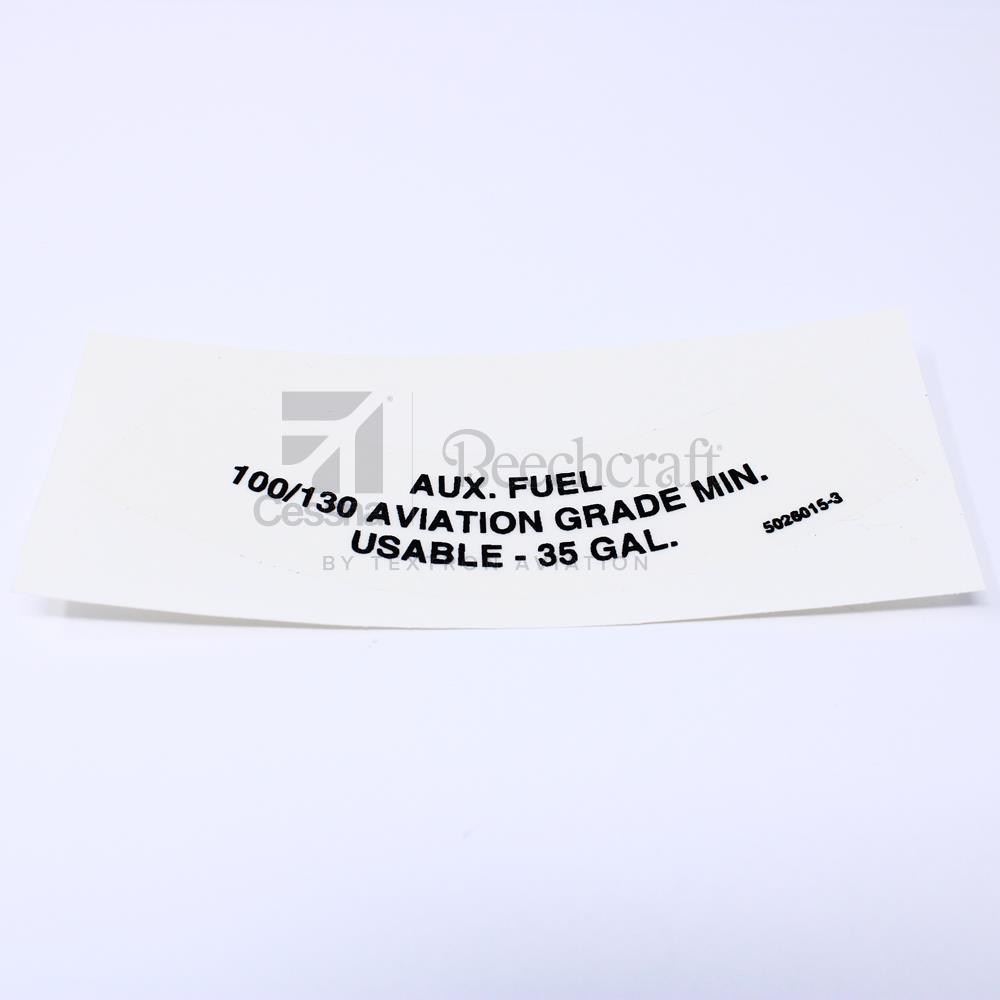 Beechcraft®
Cessna
BY TEXTRON AVIATION
AUX. FUEL
100/130 AVIATION GRADE MIN.
USABLE - 35 GAL.
5028015-3